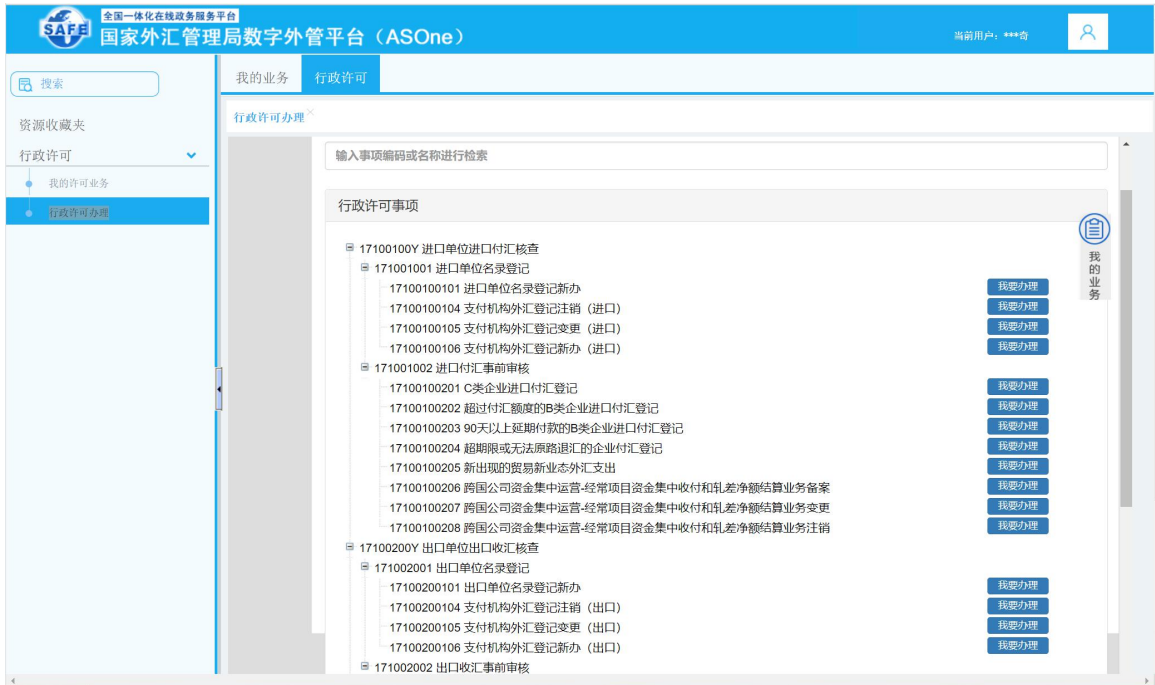 全国一体化在线政务服务平台
SAFE
国家外汇管理局数字外管平台（ASOne）
当前用户：***奇
搜索
我的业务
行政许可
资源收藏夹
行政许可
我的许可业务
行政许可办理
行政许可办理
输入事项编码或名称进行检索
行政许可事项
我的业务
17100100Y 进口单位进口付汇核查
171001001 进口单位名录登记
17100100101 进口单位名录登记新办 我要办理
17100100104 支付机构外汇登记注销（进口） 我要办理
17100100105 支付机构外汇登记变更（进口） 我要办理
17100100106 支付机构外汇登记新办（进口） 我要办理
171001002 进口付汇事前审核
17100100201 C类企业进口付汇登记 我要办理
17100100202 超过付汇额度的B类企业进口付汇登记 我要办理
17100100203 90天以上延期付款的B类企业进口付汇登记 我要办理
17100100204 超期限或无法原路退汇的企业付汇登记 我要办理
17100100205 新出现的贸易新业态外汇支出 我要办理
17100100206 跨国公司资金集中运营-经常项目资金集中收付和轧差净额结算业务备案 我要办理
17100100207 跨国公司资金集中运营-经常项目资金集中收付和轧差净额结算业务变更 我要办理
17100100208 跨国公司资金集中运营-经常项目资金集中收付和轧差净额结算业务注销 我要办理
17100200Y 出口单位出口收汇核查
171002001 出口单位名录登记
17100200101 出口单位名录登记新办 我要办理
17100200104 支付机构外汇登记注销（出口） 我要办理
17100200105 支付机构外汇登记变更（出口） 我要办理
17100200106 支付机构外汇登记新办（出口） 我要办理
171002002 出口收汇事前审核